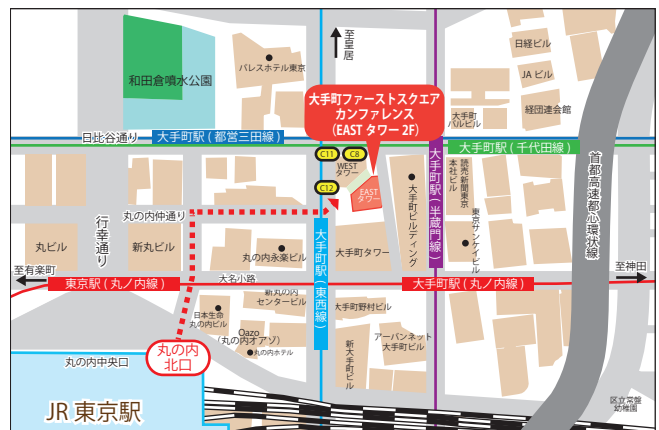 至皇居
日経ビル
JA ビル
経団連会館
パレスホテル東京
和田倉噴水公園
大手町ファーストスクエア
カンファレンス
(EAST タワー 2F)
大手町
パルビル
日比谷通り
大手町駅(都営三田線)
大手町駅(千代田線)
C11
C8
C12
WEST
タワー
EAST
タワー
大手町ビルディング
大手町駅(半蔵門線)
読売新聞東京
本社ビル
東京サンケイビル
首都高速都心環状線
丸の内仲通り
行幸通り
丸ビル
新丸ビル
丸の内永楽ビル
大手町駅(東西線)
大手町タワー
至有楽町
大名小路
至神田
東京駅(丸ノ内線)
大手町駅(丸ノ内線)
新丸の内
センタービル
日本生命
丸の内ビル
大手町野村ビル
Oazo
(丸の内オアゾ)
丸の内ホテル
アーバンネット
大手町ビル
新大手町ビル
丸の内中央口
丸の内
北口
JR 東京駅
区立常盤
幼稚園